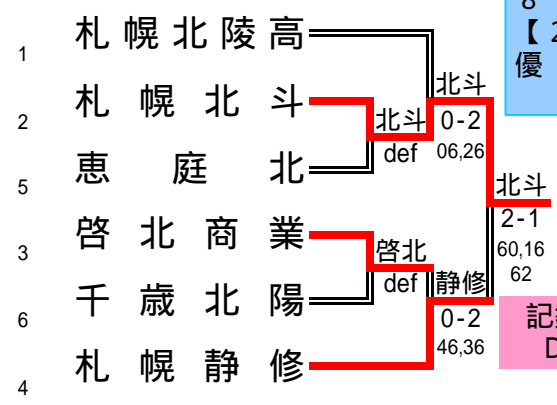 8
【2
優
1 札幌北陵高
2 札幌北斗
5 恵庭北
3 啓北商業
6 千歳北陽
4 札幌静修
北斗
def
北斗
0-2
06,26
啓北
def
静修
0-2
46,36
北斗
2-1
60,16
62
D